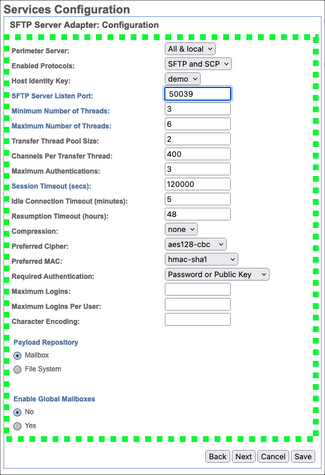 Services Configuration
SFTP Server Adapter: Configuration
Perimeter Server: All & local
Enabled Protocols: SFTP and SCP
Host Identity Key: demo
SFTP Server Listen Port: 50039
Minimum Number of Threads: 3
Maximum Number of Threads: 6
Transfer Thread Pool Size: 2
Channels Per Transfer Thread: 400
Maximum Authentications: 3
Session Timeout (secs): 120000
Idle Connection Timeout (minutes): 5
Resumption Timeout (hours): 48
Compression: none
Preferred Cipher: aes128-cbc
Preferred MAC: hmac-sha1
Required Authentication: Password or Public Key
Maximum Logins:
Maximum Logins Per User:
Character Encoding:
Payload Repository
Mailbox
File System
Enable Global Mailboxes
No
Yes
Back Next Cancel Save